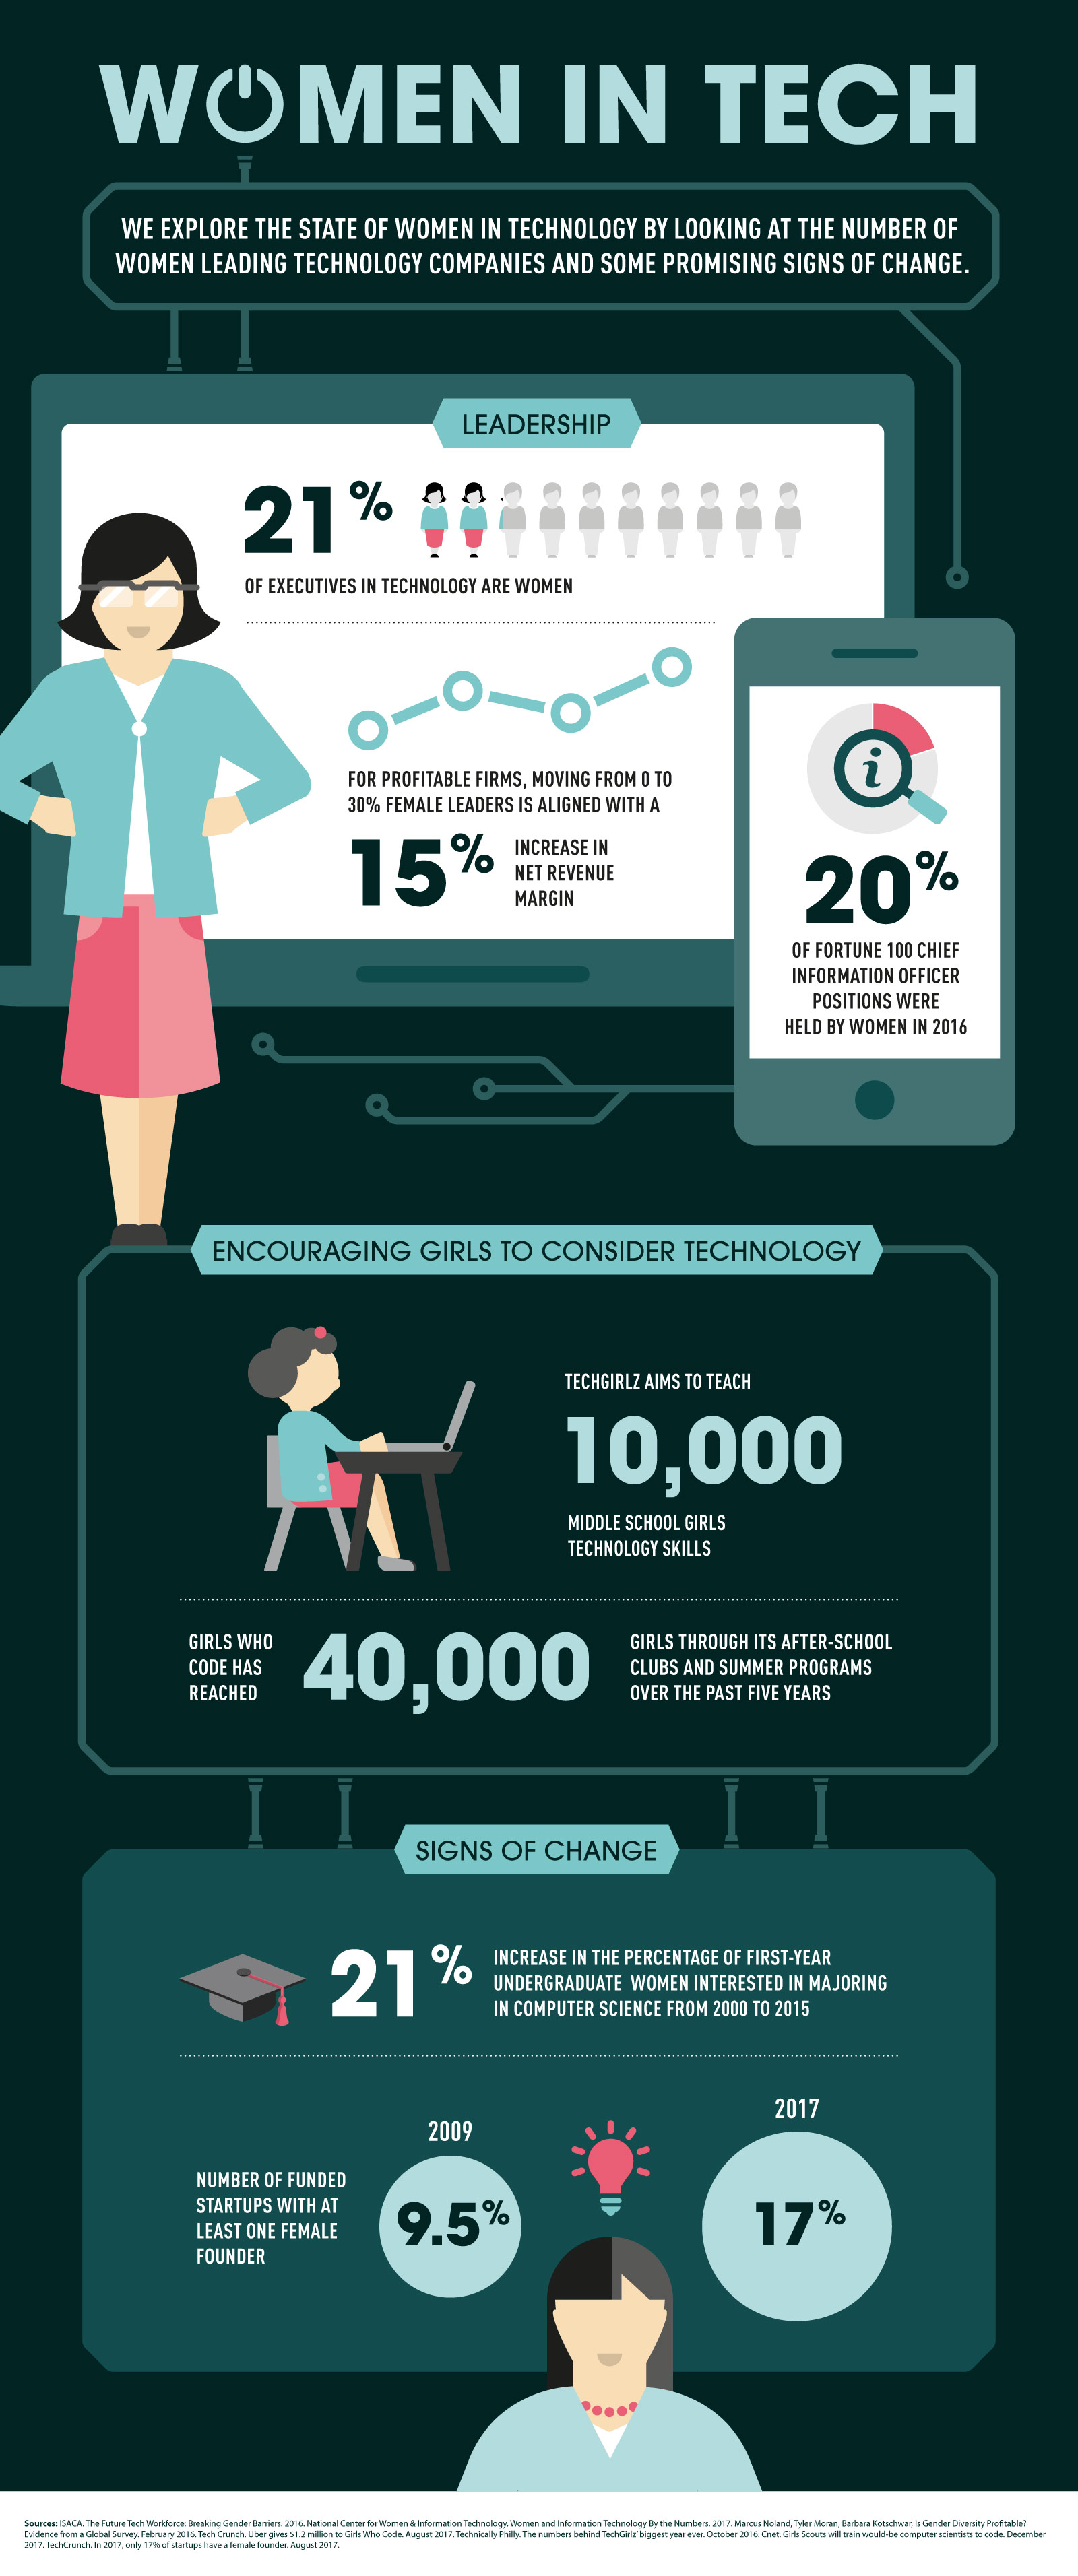 WOMEN IN TECH
WE EXPLORE THE STATE OF WOMEN IN TECHNOLOGY BY LOOKING AT THE NUMBER OF
WOMEN LEADING TECHNOLOGY COMPANIES AND SOME PROMISING SIGNS OF CHANGE.
LEADERSHIP
21%
OF EXECUTIVES IN TECHNOLOGY ARE WOMEN
FOR PROFITABLE FIRMS, MOVING FROM 0 TO
30% FEMALE LEADERS IS ALIGNED WITH A
15%
INCREASE IN
NET REVENUE
MARGIN
i
20%
OF FORTUNE 100 CHIEF
INFORMATION OFFICER
POSITIONS WERE
HELD BY WOMEN IN 2016
ENCOURAGING GIRLS TO CONSIDER TECHNOLOGY
TECHGIRLZ AIMS TO TEACH
10,000
MIDDLE SCHOOL GIRLS
TECHNOLOGY SKILLS
GIRLS WHO
CODE HAS
REACHED
40,000
GIRLS THROUGH ITS AFTER-SCHOOL
CLUBS AND SUMMER PROGRAMS
OVER THE PAST FIVE YEARS
SIGNS OF CHANGE
21%
INCREASE IN THE PERCENTAGE OF FIRST-YEAR
UNDERGRADUATE WOMEN INTERESTED IN MAJORING
IN COMPUTER SCIENCE FROM 2000 TO 2015
NUMBER OF FUNDED
STARTUPS WITH AT
LEAST ONE FEMALE
FOUNDER
2009
9.5%
2017
17%
Sources: ISACA. The Future Tech Workforce: Breaking Gender Barriers. 2016. National Center for Women & Information Technology. Women and Information Technology By the Numbers. 2017. Marcus Noland, Tyler Moran, Barbara Kotschwar, Is Gender Diversity Profitable?
Evidence from a Global Survey. February 2016. Tech Crunch. Uber gives $1.2 million to Girls Who Code. August 2017. Technically Philly. The numbers behind TechGirlz' biggest year ever. October 2016. Cnet. Girls Scouts will train would-be computer scientists to code. December
2017. TechCrunch. In 2017, only 17% of startups have a female founder. August 2017.